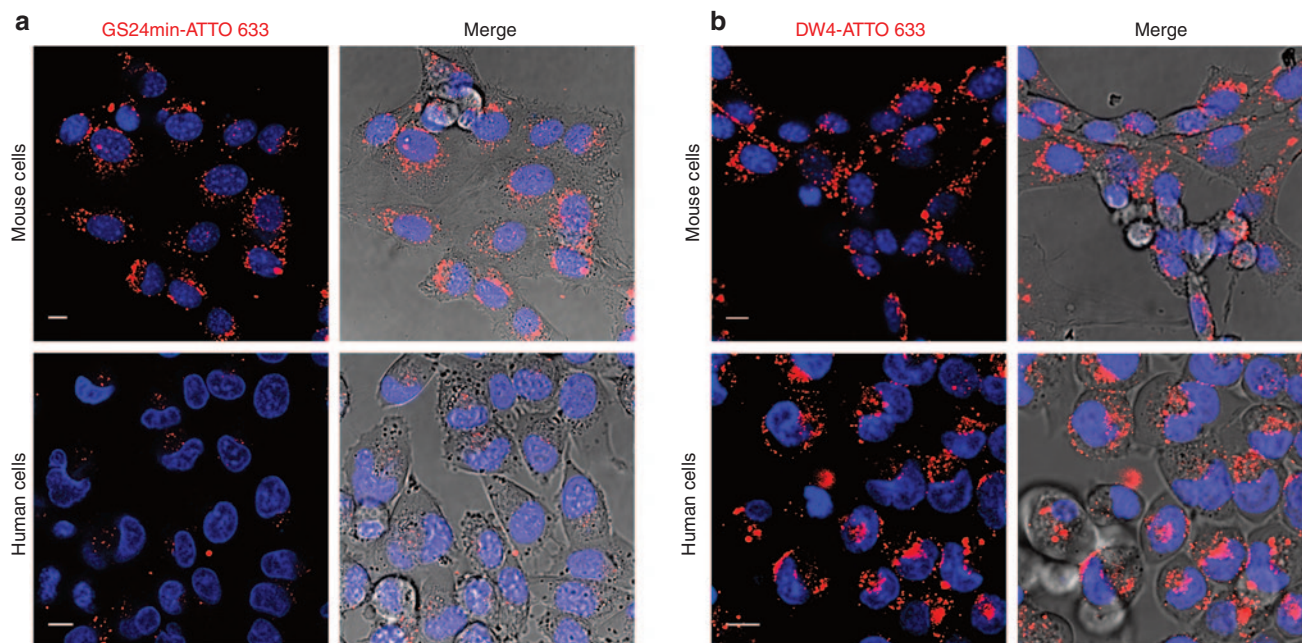 a
GS24min-ATTO 633
Merge
Mouse cells
Human cells
b
DW4-ATTO 633
Merge
Mouse cells
Human cells